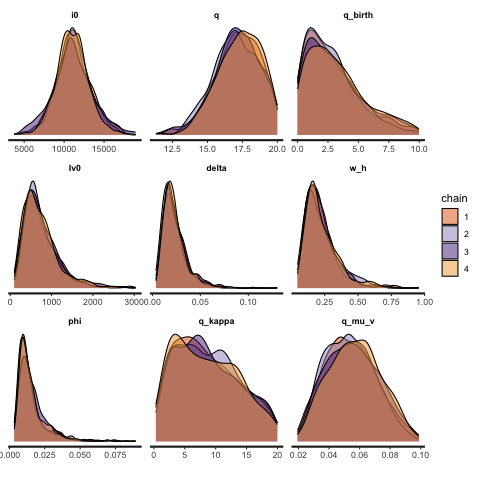 i0 q q_birth
5000 10000 15000 12.5 15.0 17.5 20.0 0.0 2.5 5.0 7.5 10.0
lv0 delta w_h
0 1000 2000 3000 0.00 0.05 0.10 0.25 0.50 0.75 1.00
chain
1
2
3
4
phi q_kappa q_mu_v
0.000 0.025 0.050 0.075 0 5 10 15 20 0.02 0.04 0.06 0.08 0.10